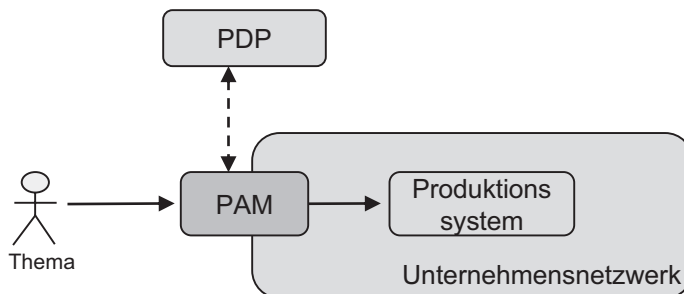 PDP
PAM
Produktions
system
Thema
Unternehmensnetzwerk